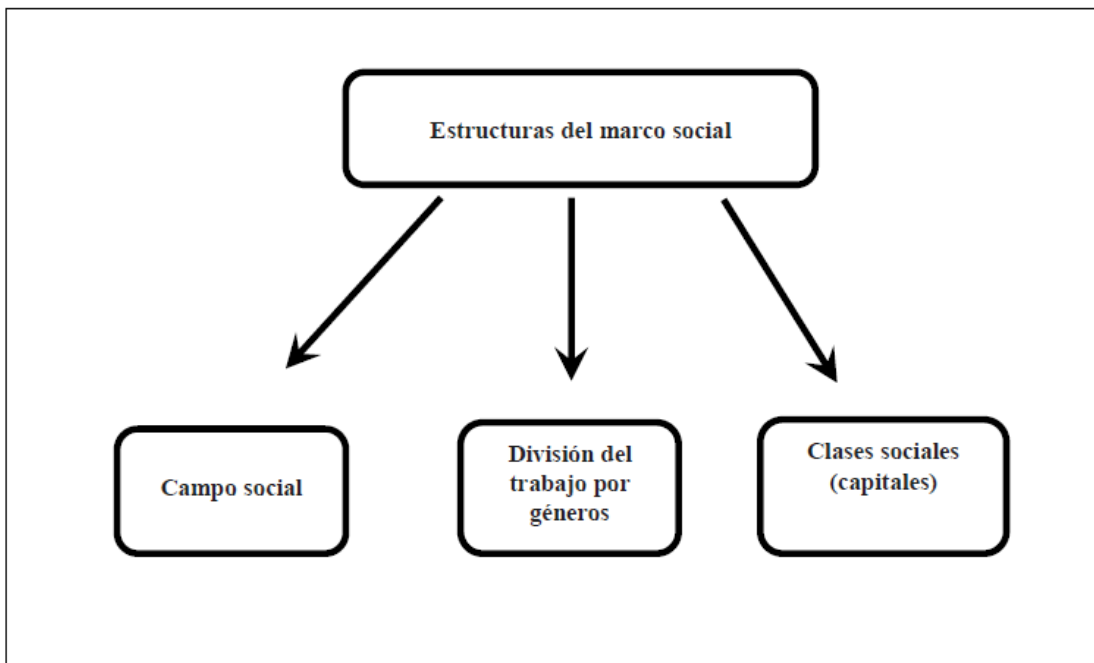 Estructuras del marco social
Campo social
División del
trabajo por
géneros
Clases sociales
(capitales)